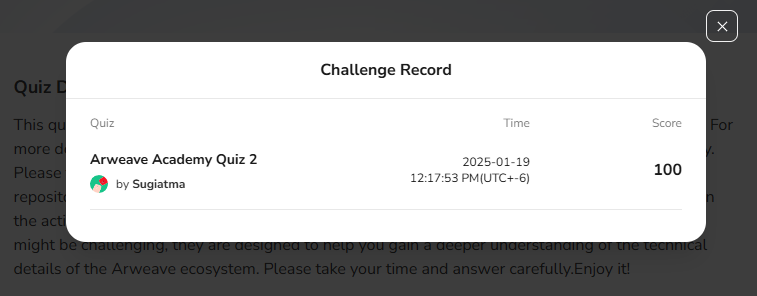 Challenge Record
Quiz D
This qu
For
more d
y.
Please
reposito
n
the acti
might be challenging, they are designed to help you gain a deeper understanding of the technical
details of the Arweave ecosystem. Please take your time and answer carefully.Enjoy it!
Quiz Time Score
Arweave Academy Quiz 2
by Sugiatma
2025-01-19
12:17:53 PM(UTC+-6)
100